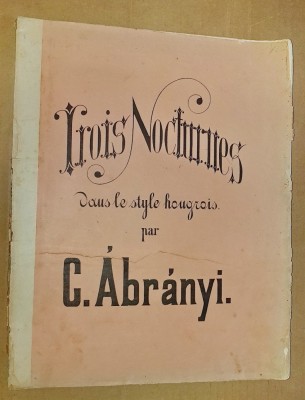 Trois Nocturnes
dans le style hongrois.
par
C. Ábrányi.